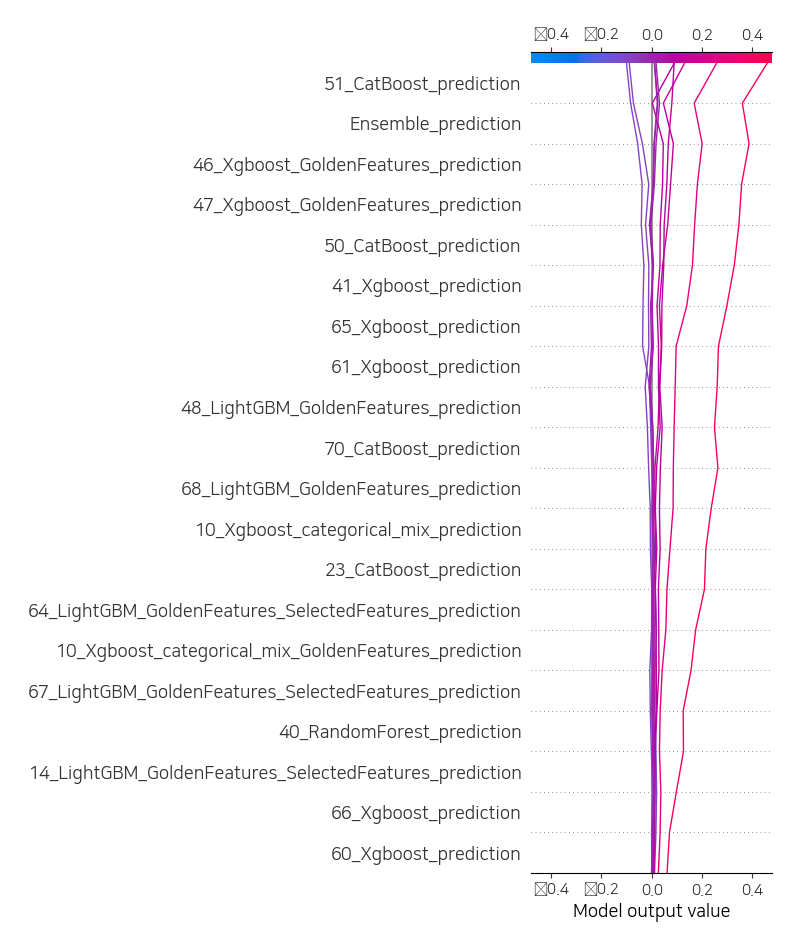 0.4 0.2 0.0 0.2 0.4
51_CatBoost_prediction
Ensemble_prediction
46_Xgboost_GoldenFeatures_prediction
47_Xgboost_GoldenFeatures_prediction
50_CatBoost_prediction
41_Xgboost_prediction
65_Xgboost_prediction
61_Xgboost_prediction
48_LightGBM_GoldenFeatures_prediction
70_CatBoost_prediction
68_LightGBM_GoldenFeatures_prediction
10_Xgboost_categorical_mix_prediction
23_CatBoost_prediction
64_LightGBM_GoldenFeatures_SelectedFeatures_prediction
10_Xgboost_categorical_mix_GoldenFeatures_prediction
67_LightGBM_GoldenFeatures_SelectedFeatures_prediction
40_RandomForest_prediction
14_LightGBM_GoldenFeatures_SelectedFeatures_prediction
66_Xgboost_prediction
60_Xgboost_prediction
0.4 0.2 0.0 0.2 0.4
Model output value